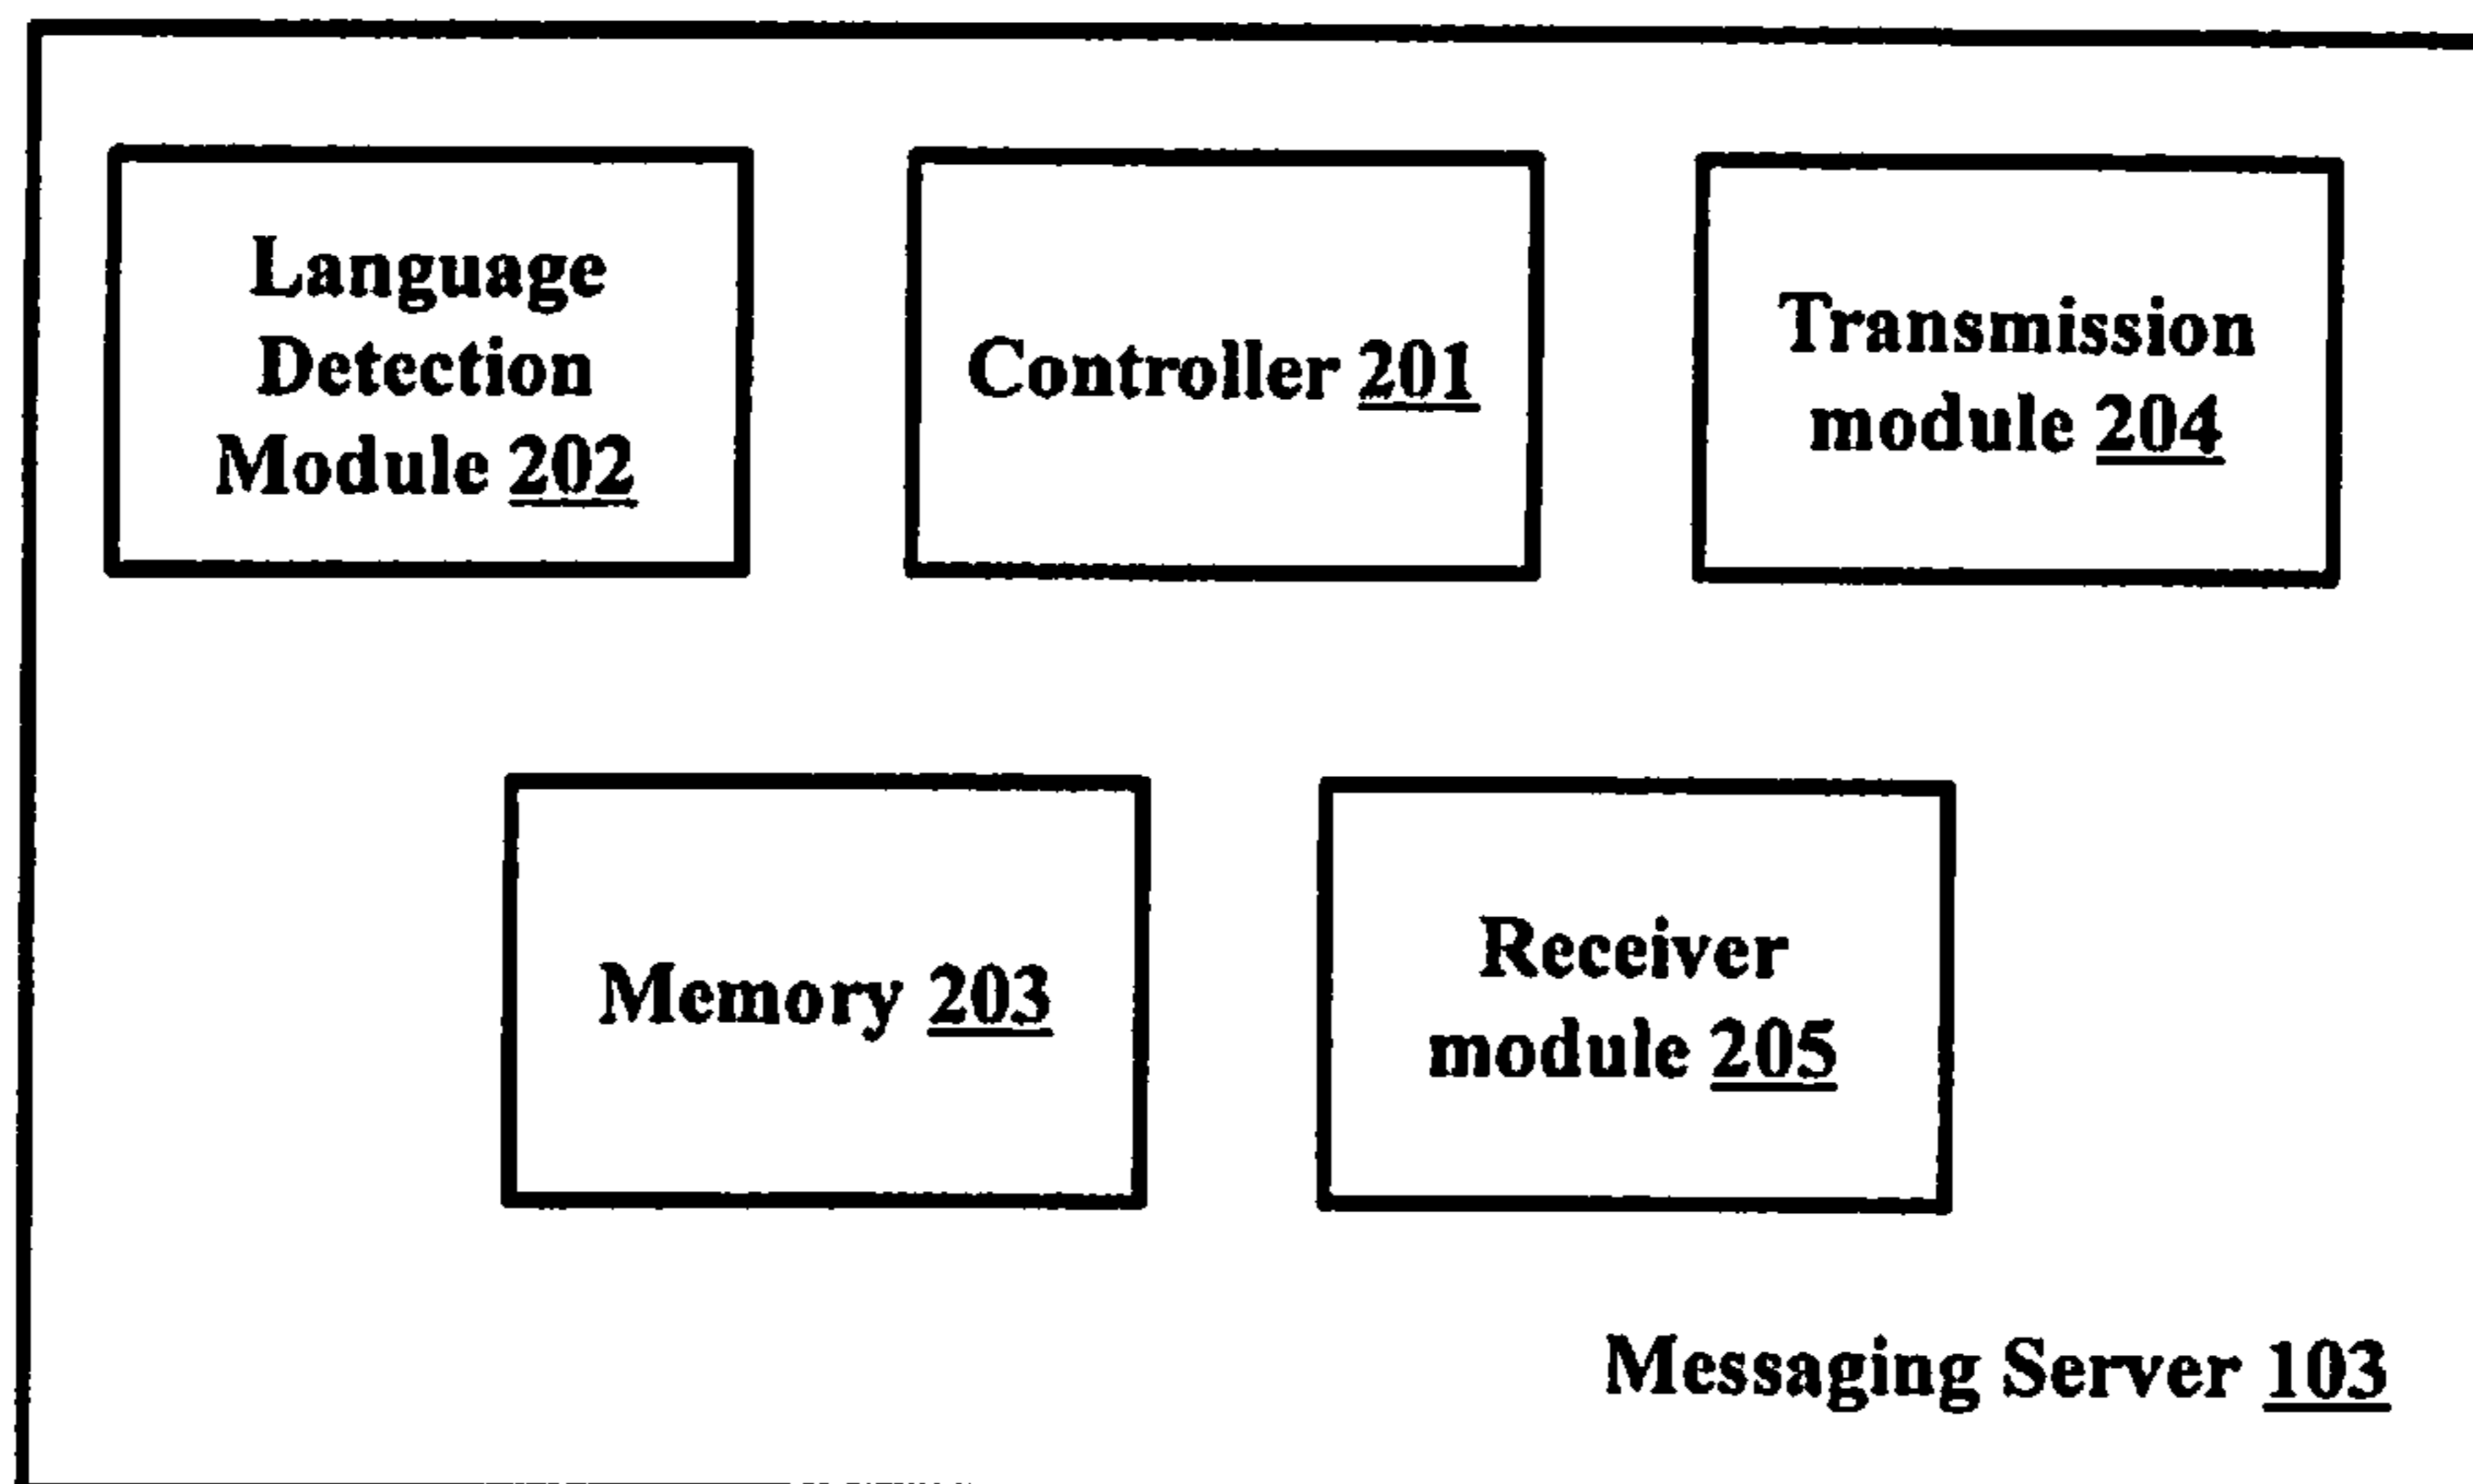 Language
Detection
Module 202
Controller 201
Transmission
module 204
Memory 203
Receiver
module 205
Messaging Server 103